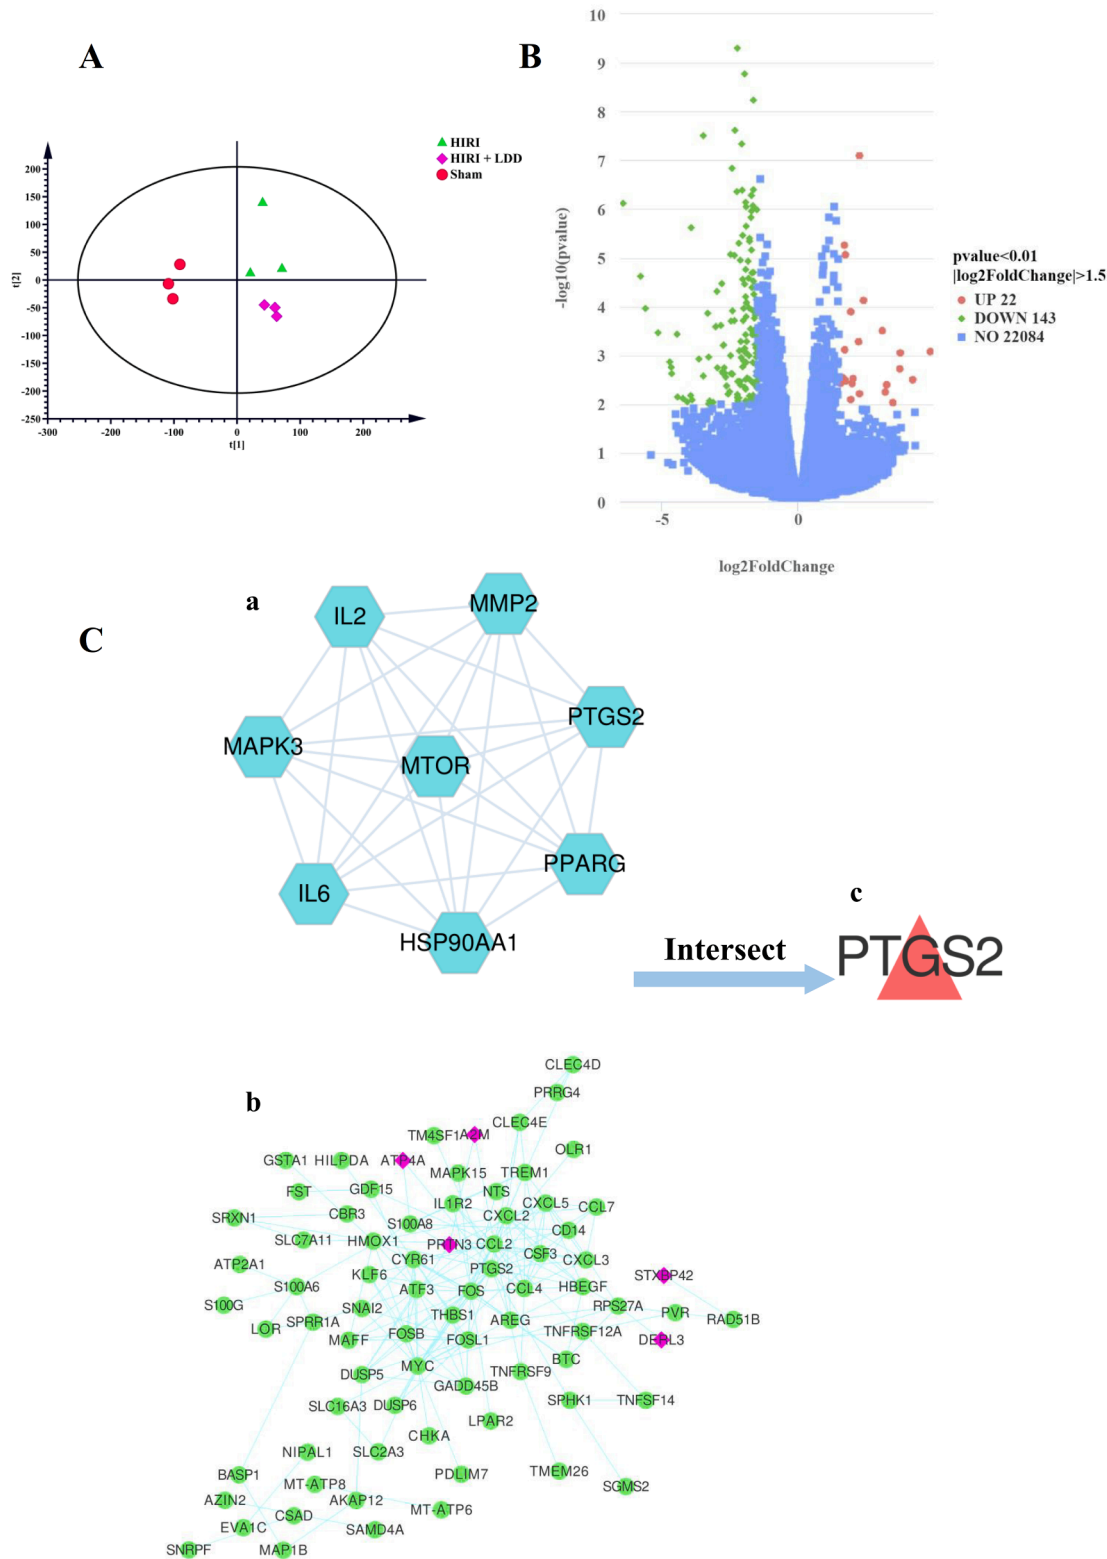 A
HIRI
HIRI + LDD
Sham
200
150
100
50
0
-50
-100
-150
-200
-250
t[2]
-300
-200
-100
0
100
200
t[1]
B
10
9
8
7
6
5
4
3
2
1
0
-log10(pvalue)
-5
0
log2FoldChange
pvalue<0.01
|log2FoldChange|>1.5
UP 22
DOWN 143
NO 22084
C
a
IL2
MMP2
PTGS2
MAPK3
MTOR
PPARG
IL6
HSP90AA1
Intersect
c
PTGS2
b
CLEC4D
PRRG4
CLEC4E
TM4SF1
A2M
OLR1
GSTA1
HILPDA
ATP4A
MAPK15
TREM1
FST
GDF15
NTS
IL1R2
CXCL5
CCL7
SRXN1
CBR3
S100A8
CXCL2
CD14
SLC7A11
HMOX1
PRTN3
CCL2
CSF3
CXCL3
ATP2A1
CYR61
PTGS2
KLF6
STXBP42
S100A6
ATF3
FOS
CCL4
HBEGF
S100G
SNAI2
THBS1
AREG
RPS27A
PVR
RAD51B
LOR
SPRR1A
MAFF
FOSB
FOSL1
TNFRSF12A
DERL3
MYC
BTC
DUSP5
TNFRSF9
GADD45B
SLC16A3
DUSP6
SPHK1
TNFSF14
LPAR2
CHKA
NIPAL1
SLC2A3
BASP1
MT-ATP8
PDLIM7
TMEM26
SGMS2
AZIN2
AKAP12
MT-ATP6
CSAD
EVA1C
SAMD4A
SNRPF
MAP1B